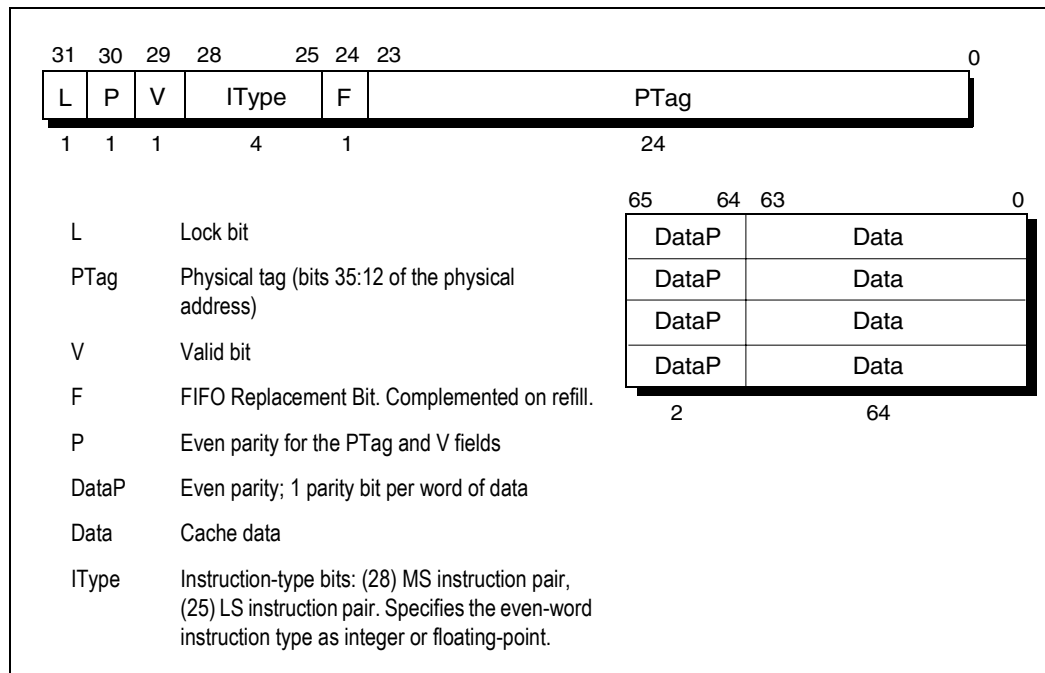 31 30 29 28 25 24 23 0
L P V IType F PTag
1 1 1 4 1 24
65 64 63 0
DataP Data
DataP Data
DataP Data
DataP Data
2 64
L Lock bit
PTag Physical tag (bits 35:12 of the physical
address)
V Valid bit
F FIFO Replacement Bit. Complemented on refill.
P Even parity for the PTag and V fields
DataP Even parity; 1 parity bit per word of data
Data Cache data
IType Instruction-type bits: (28) MS instruction pair,
(25) LS instruction pair. Specifies the even-word
instruction type as integer or floating-point.